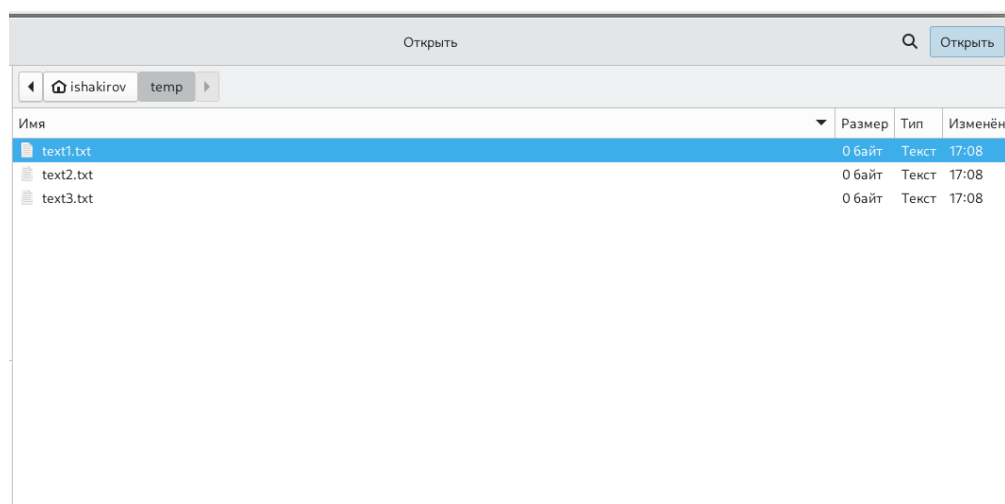 Открыть Открыть
ishakirov temp
Имя Размер Тип Изменён
text1.txt 0 байт Текст 17:08
text2.txt 0 байт Текст 17:08
text3.txt 0 байт Текст 17:08